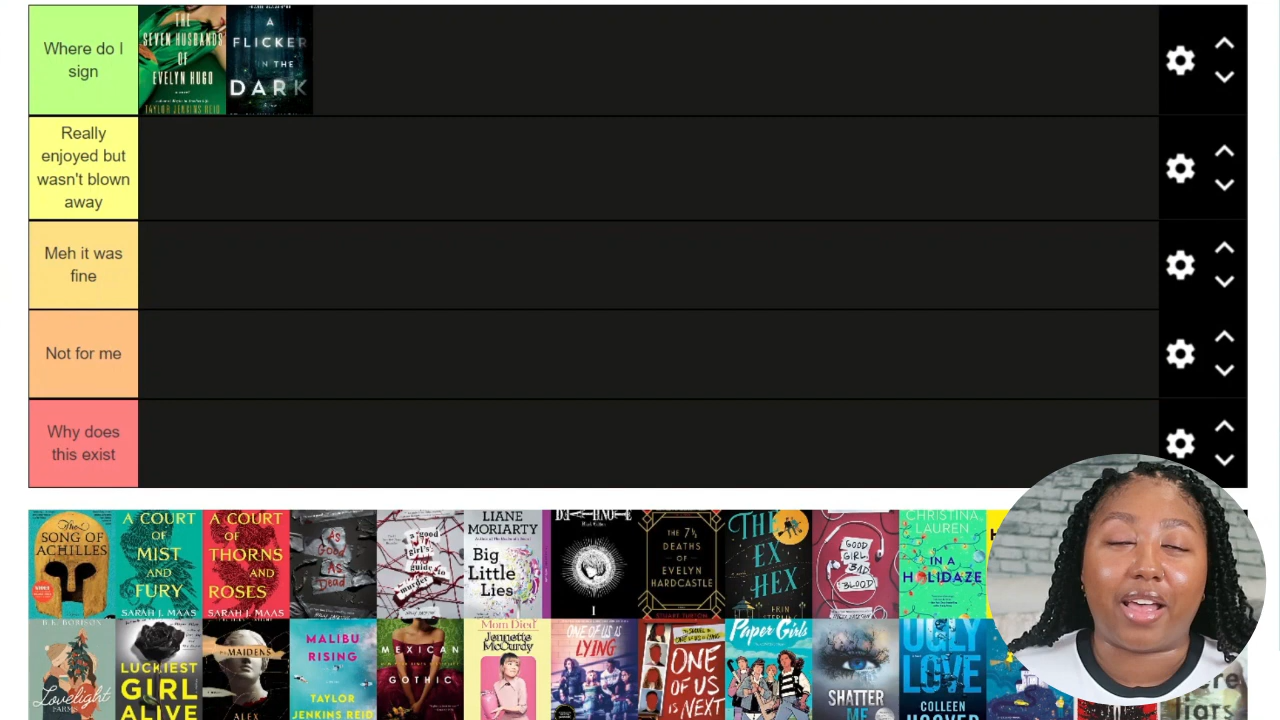 Where do I
sign
THE
SEVEN HUSBANDS
OF
EVELYN HUGO
TAYLOR JENKINS REID
A
FLICKER
IN THE
DARK
Really
enjoyed but
wasn't blown
away
Meh it was
fine
Not for me
Why does
this exist
The
SONG OF
ACHILLES
A COURT
OF
MIST
AND
FURY
SARAH J. MAAS
A COURT
OF
THORNS
AND
ROSES
SARAH J. MAAS
As
Good
As
Dead
a good
girl's
guide to
murder
LIANE
MORIARTY
Big
Little
Lies
THE 7½
DEATHS
OF
EVELYN
HARDCASTLE
THE
EX
HEX
ERIN
GOOD
GIRL
BAD
BLOOD
CHRISTINA
LAUREN
IN A
HOLIDAZE
B.K. BORISON
Lovelight
FARMS
LUCKIEST
GIRL
ALIVE
MAIDENS
ALEX
MALIBU
RISING
TAYLOR
JENKINS REID
MEXICAN
GOTHIC
Mom Died
Jennette
McCurdy
ONE OF US IS
LYING
ONE
OF US
IS NEXT
Paper Girls
SHATTER
ME
UGLY
LOVE
COLLEEN
HOOVER
liars